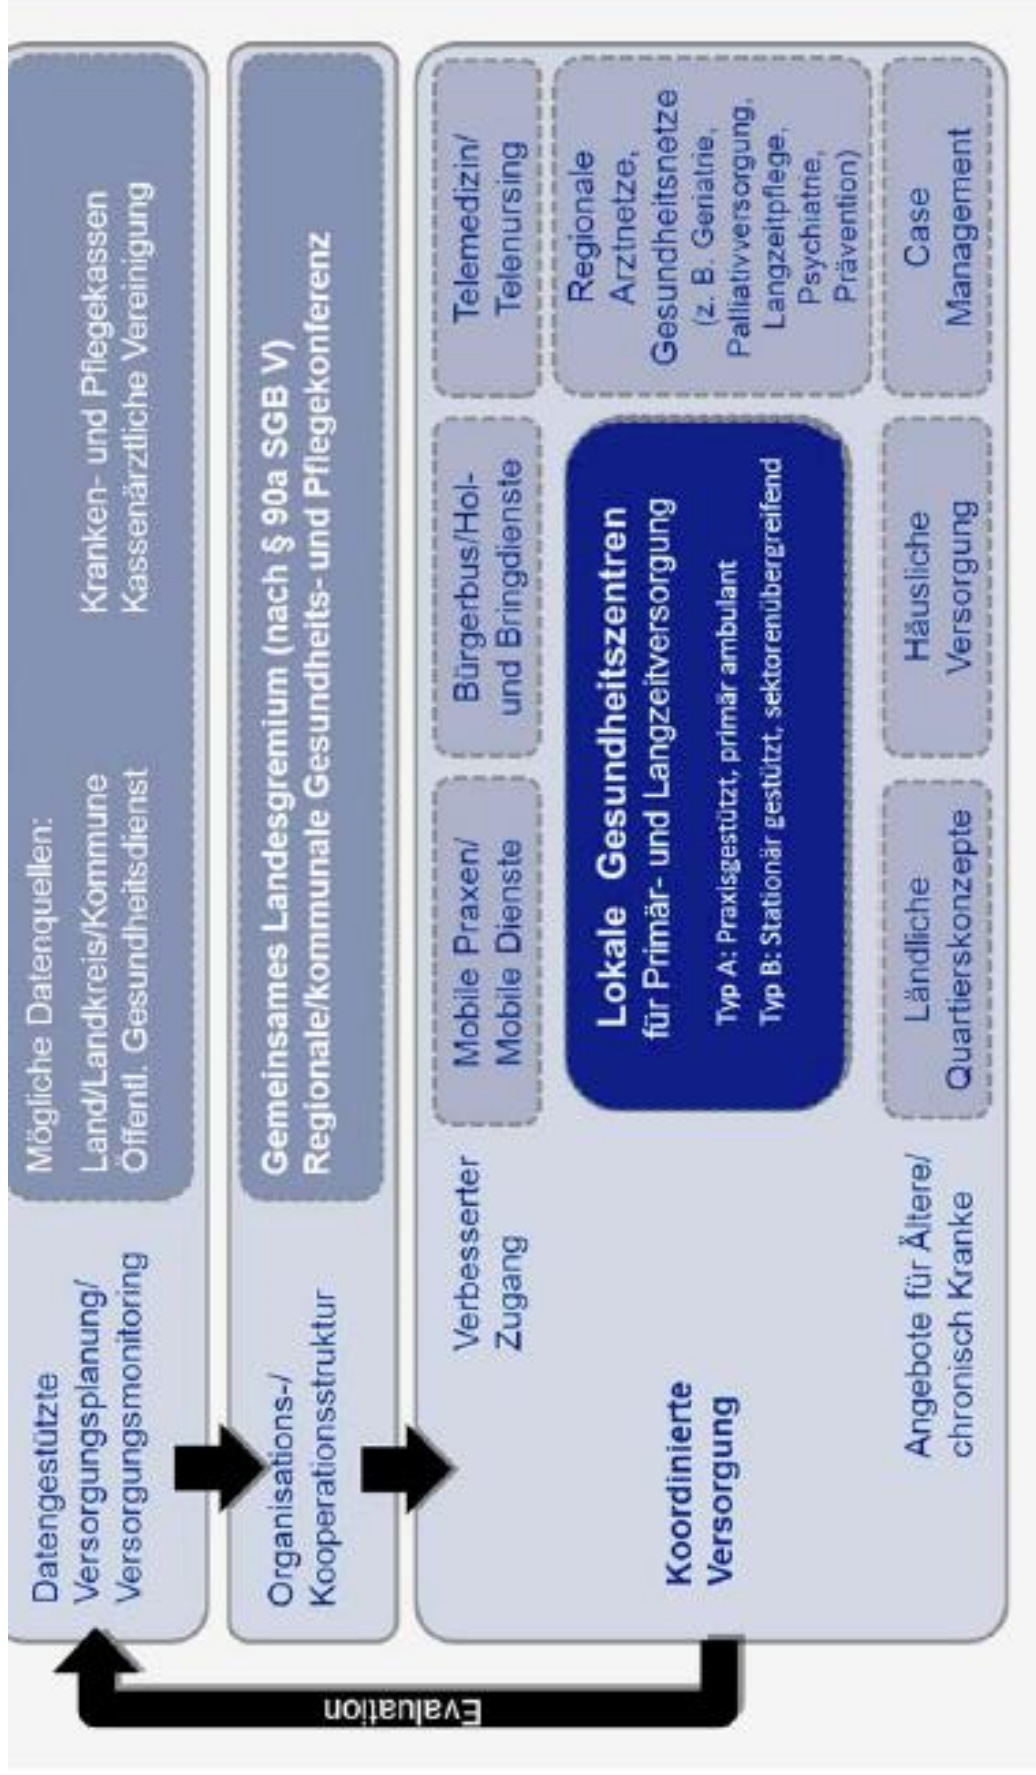 Datengestützte
Versorgungsplanung/
Versorgungsmonitoring
Mögliche Datenquellen:
Land/Landkreis/Kommune
Öffentl. Gesundheitsdienst
Kranken- und Pflegekassen
Kassenärztliche Vereinigung
Organisations-/
Kooperationsstruktur
Gemeinsames Landesgremium (nach § 90a SGB V)
Regionale/kommunale Gesundheits- und Pflegekonferenz
Evaluation
Verbesserter
Zugang
Mobile Praxen/
Mobile Dienste
Bürgerbus/Hol-
und Bringdienste
Telemedizin/
Telenursing
Koordinierte
Versorgung
Lokale Gesundheitszentren
für Primär- und Langzeitversorgung
Typ A: Praxisgestützt, primär ambulant
Typ B: Stationär gestützt, sektorenübergreifend
Regionale
Arztnetze,
Gesundheitsnetze
(z. B. Geriatrie,
Palliativversorgung,
Langzeitpflege,
Psychiatrie,
Prävention)
Angebote für Ältere/
chronisch Kranke
Ländliche
Quartierskonzepte
Häusliche
Versorgung
Case
Management